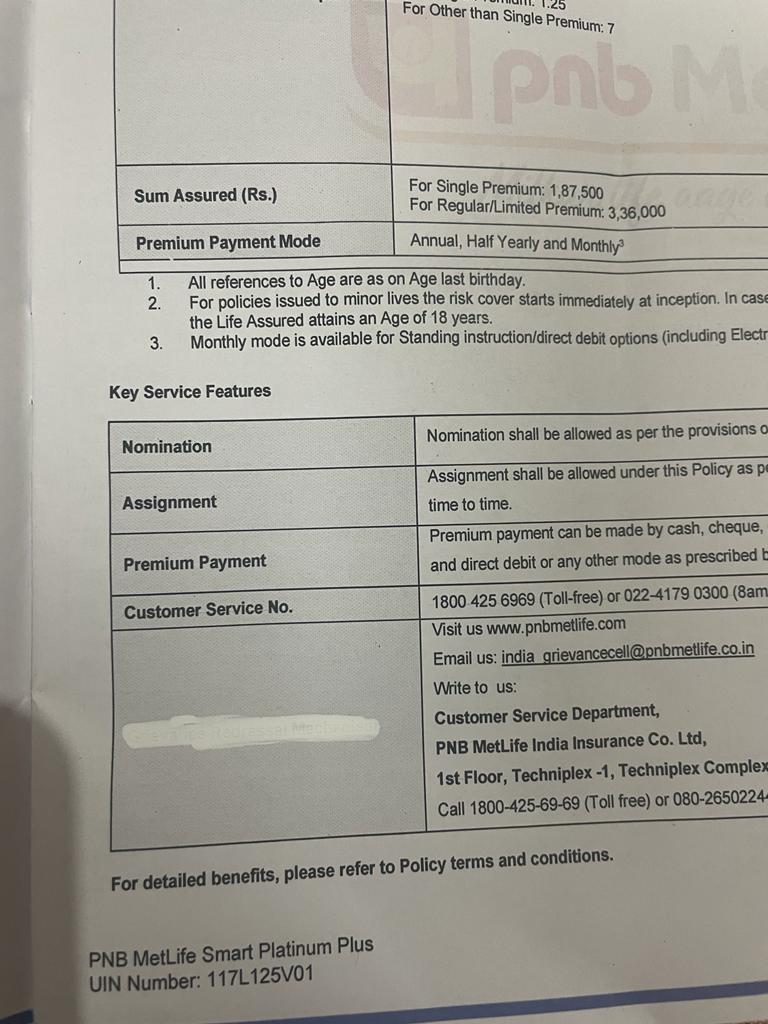 1.25
For Other than Single Premium: 7
pnb
Sum Assured (Rs.)
For Single Premium: 1,87,500
For Regular/Limited Premium: 3,36,000
Premium Payment Mode
Annual, Half Yearly and Monthly³
1. All references to Age are as on Age last birthday.
2. For policies issued to minor lives the risk cover starts immediately at inception. In case
the Life Assured attains an Age of 18 years.
3. Monthly mode is available for Standing instruction/direct debit options (including
Key Service Features
Nomination
Nomination shall be allowed as per the provisions
Assignment
Assignment shall be allowed under this Policy as
time to time.
Premium Payment
Premium payment can be made by cash, cheque,
and direct debit or any other mode as prescribed
Customer Service No.
1800 425 6969 (Toll-free) or 022-4179 0300 (8am
Visit us www.pnbmetlife.com
Email us: india_grievancecell@pnbmetlife.co.in
Write to us:
Customer Service Department,
PNB MetLife India Insurance Co. Ltd,
1st Floor, Techniplex -1, Techniplex Complex
Call 1800-425-69-69 (Toll free) or 080-2650224
For detailed benefits, please refer to Policy terms and conditions.
PNB MetLife Smart Platinum Plus
UIN Number: 117L125V01